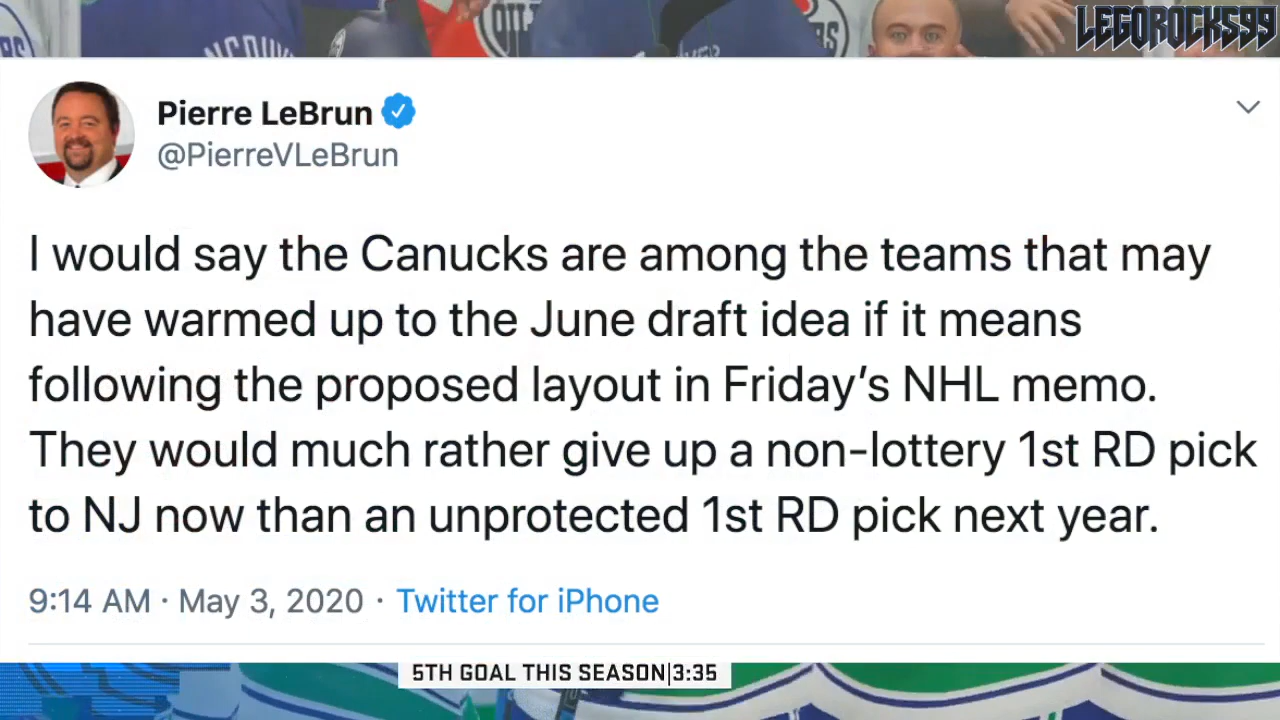 LEGOROCKS99
Pierre LeBrun
@PierreVLeBrun
I would say the Canucks are among the teams that may
have warmed up to the June draft idea if it means
following the proposed layout in Friday’s NHL memo.
They would much rather give up a non-lottery 1st RD pick
to NJ now than an unprotected 1st RD pick next year.
9:14 AM · May 3, 2020 · Twitter for iPhone
5TH GOAL THIS SEASON|3:35